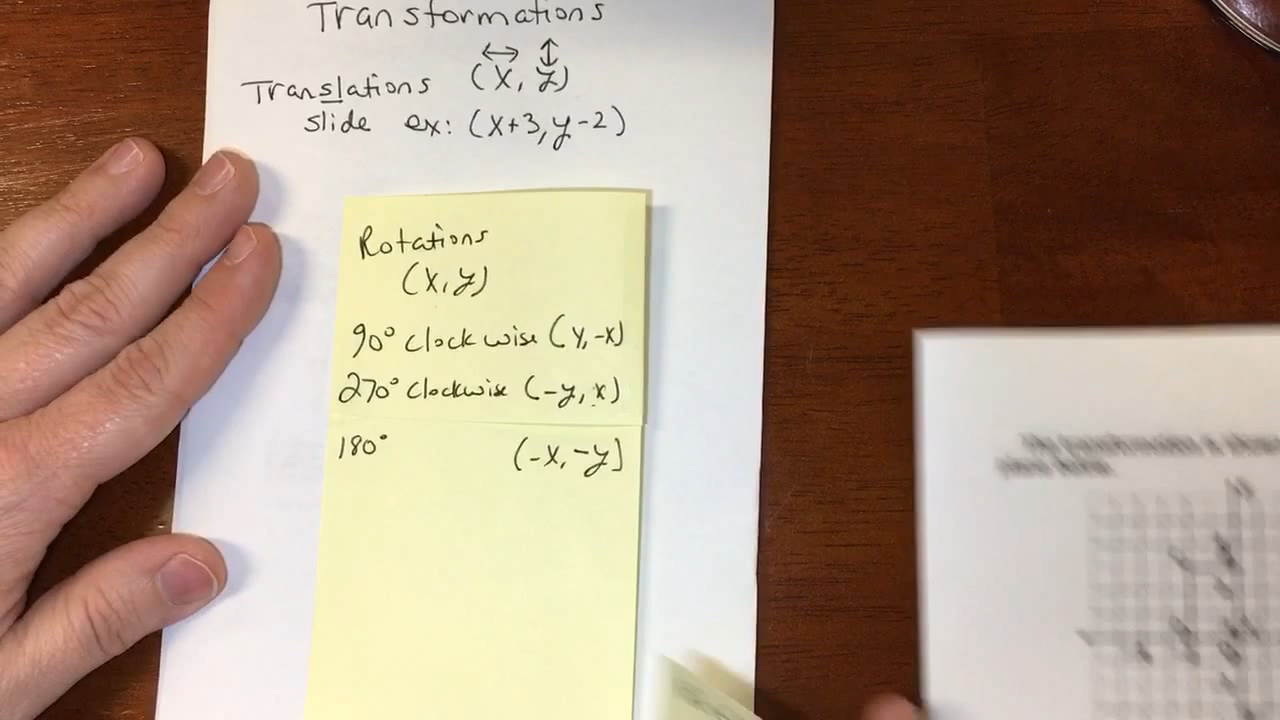 Transformations
Translations (x, y)
slide ex: (x+3, y-2)
Rotations
(x, y)
90° clockwise (y, -x)
270° clockwise (-y, x)
180° (-x, -y)